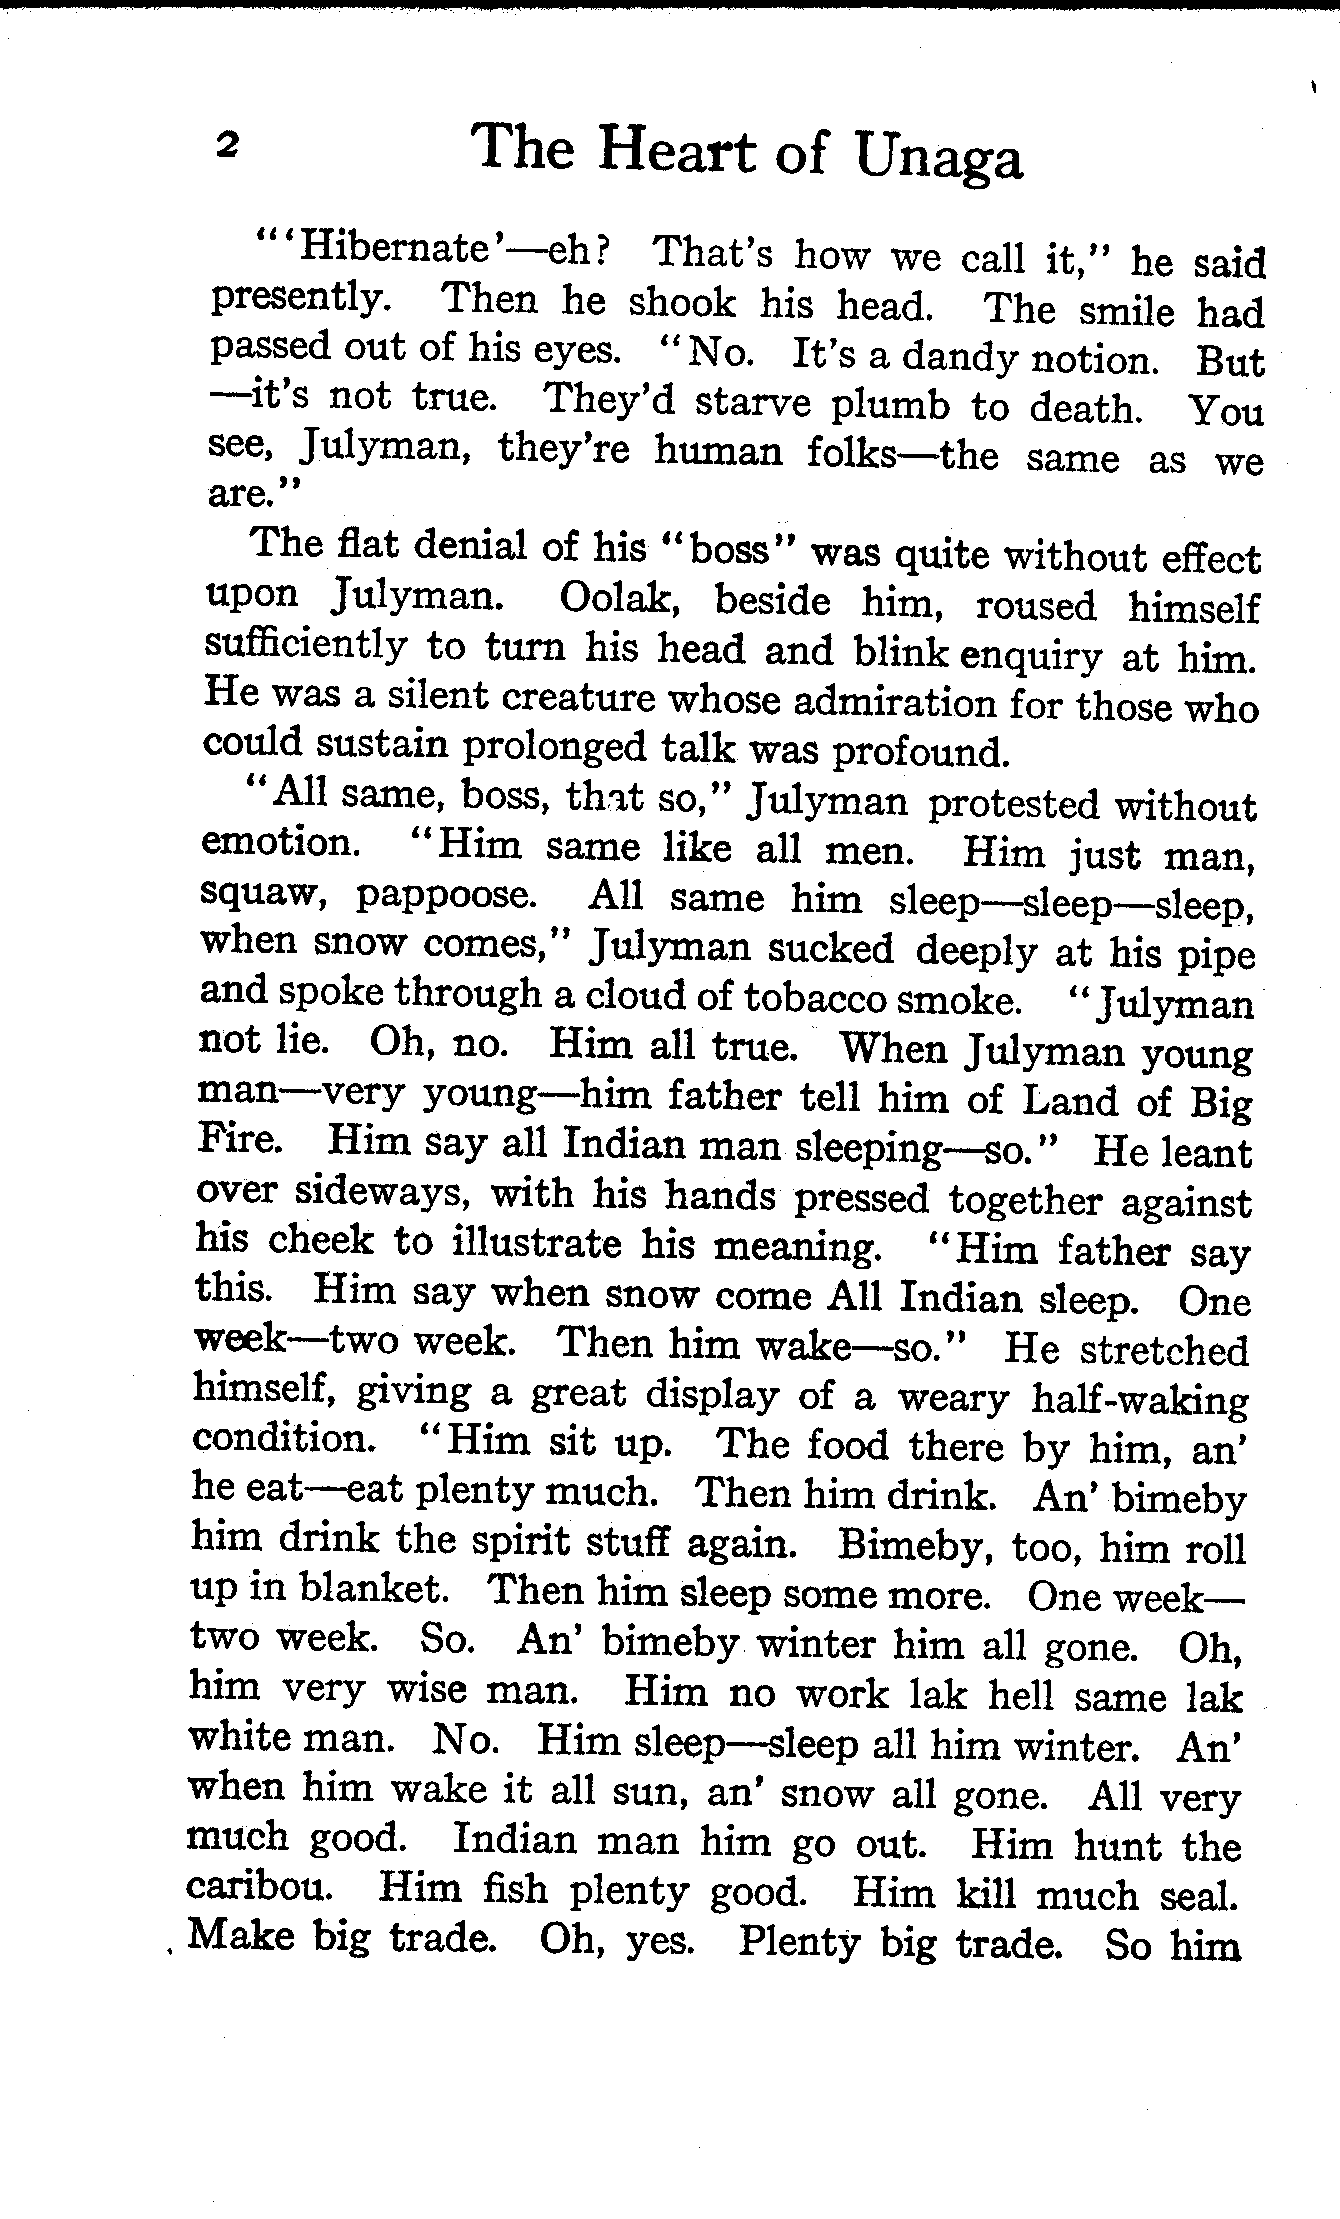 2 The Heart of Unaga
"'Hibernate'—eh? That's how we call it," he said
presently. Then he shook his head. The smile had
passed out of his eyes. "No. It's a dandy notion. But
—it's not true. They'd starve plumb to death. You
see, Julyman, they're human folks—the same as we
are."
The flat denial of his "boss" was quite without effect
upon Julyman. Oolak, beside him, roused himself
sufficiently to turn his head and blink enquiry at him.
He was a silent creature whose admiration for those who
could sustain prolonged talk was profound.
"All same, boss, that so," Julyman protested without
emotion. "Him same like all men. Him just man,
squaw, pappoose. All same him sleep—sleep—sleep,
when snow comes," Julyman sucked deeply at his pipe
and spoke through a cloud of tobacco smoke. "Julyman
not lie. Oh, no. Him all true. When Julyman young
man—very young—him father tell him of Land of Big
Fire. Him say all Indian man sleeping—so." He leant
over sideways, with his hands pressed together against
his cheek to illustrate his meaning. "Him father say
this. Him say when snow come All Indian sleep. One
week—two week. Then him wake—so." He stretched
himself, giving a great display of a weary half-waking
condition. "Him sit up. The food there by him, an'
he eat—eat plenty much. Then him drink. An' bimeby
him drink the spirit stuff again. Bimeby, too, him roll
up in blanket. Then him sleep some more. One week—
two week. So. An' bimeby winter him all gone. Oh,
him very wise man. Him no work lak hell same lak
white man. No. Him sleep—sleep all him winter. An'
when him wake it all sun, an' snow all gone. All very
much good. Indian man him go out. Him hunt the
caribou. Him fish plenty good. Him kill much seal.
Make big trade. Oh, yes. Plenty big trade. So him